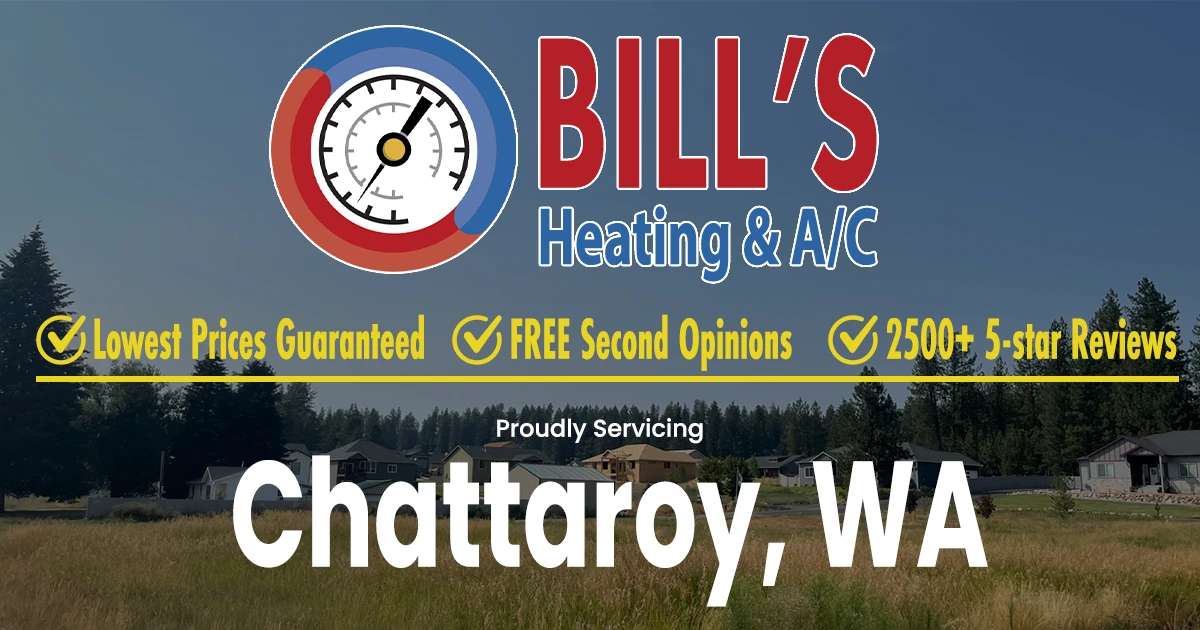 BILL'S
Heating & A/C
Lowest Prices Guaranteed FREE Second Opinions 2500+ 5-star Reviews
Proudly Servicing
Chattaroy, WA